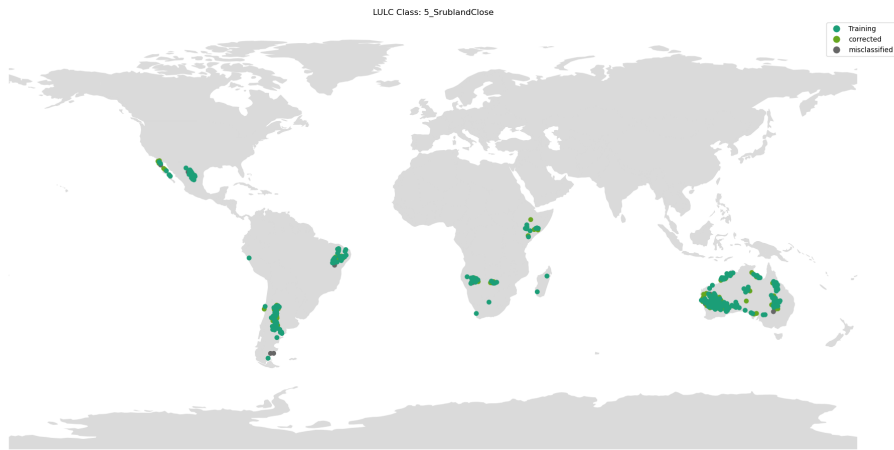 LULC Class: 5_SrublandClose
Training
corrected
misclassified